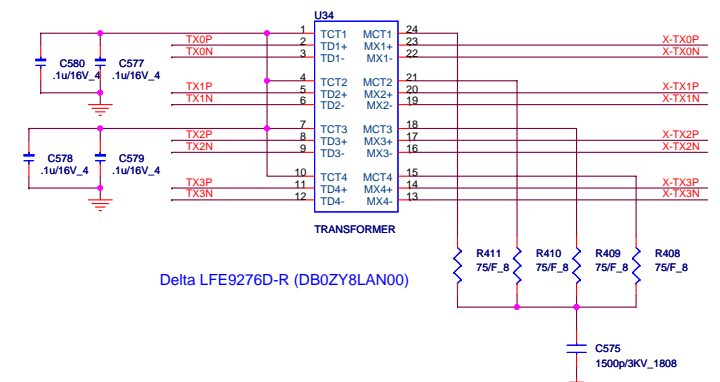 U34
1 TCT1 MCT1 24
TX0P 2 TD1+ MX1+ 23 X-TX0P
TX0N 3 TD1- MX1- 22 X-TX0N
C580 C577
.1u/16V_4 .1u/16V_4
4 TCT2 MCT2 21
TX1P 5 TD2+ MX2+ 20 X-TX1P
TX1N 6 TD2- MX2- 19 X-TX1N
7 TCT3 MCT3 18
TX2P 8 TD3+ MX3+ 17 X-TX2P
TX2N 9 TD3- MX3- 16 X-TX2N
C578 C579
.1u/16V_4 .1u/16V_4
10 TCT4 MCT4 15
TX3P 11 TD4+ MX4+ 14 X-TX3P
TX3N 12 TD4- MX4- 13 X-TX3N
TRANSFORMER
R411 R410 R409 R408
75/F_8 75/F_8 75/F_8 75/F_8
Delta LFE9276D-R (DB0ZY8LAN00)
C575
1500p/3KV_1808